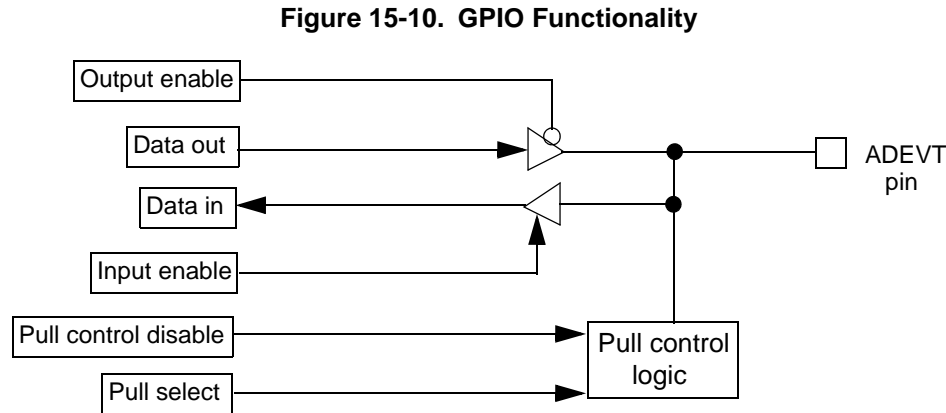 Figure 15-10. GPIO Functionality
Output enable
Data out
ADEVT
pin
Data in
Input enable
Pull control disable
Pull control
logic
Pull select